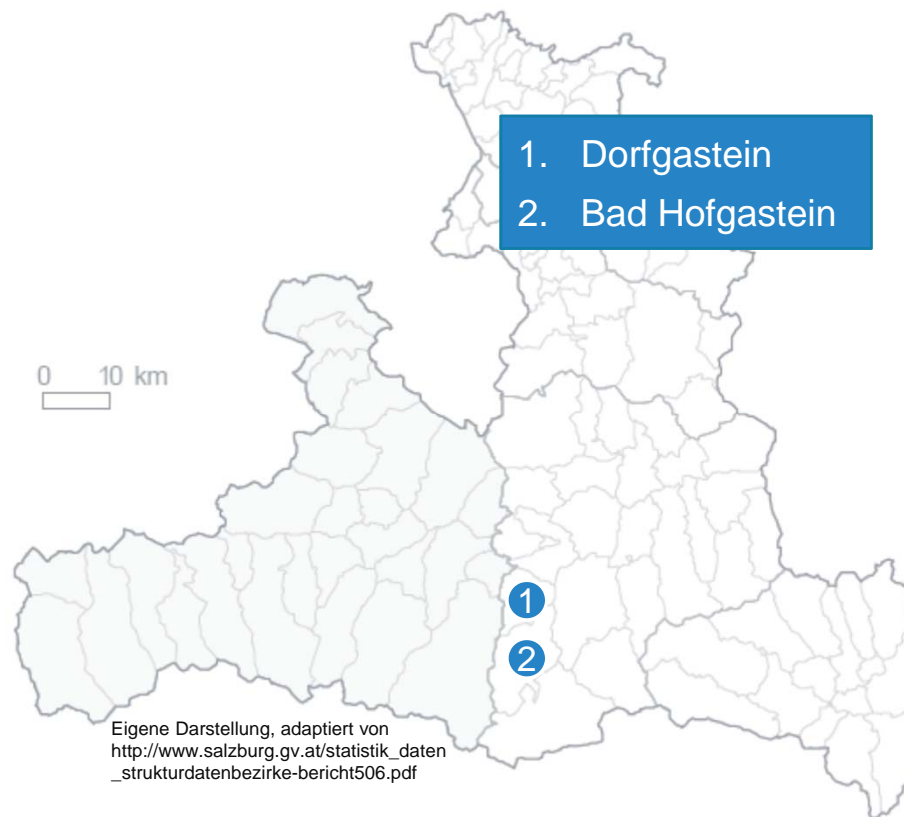 1. Dorfgastein
2. Bad Hofgastein
0 10 km
1
2
Eigene Darstellung, adaptiert von
http://www.salzburg.gv.at/statistik_daten
_strukturdatenbezirke-bericht506.pdf